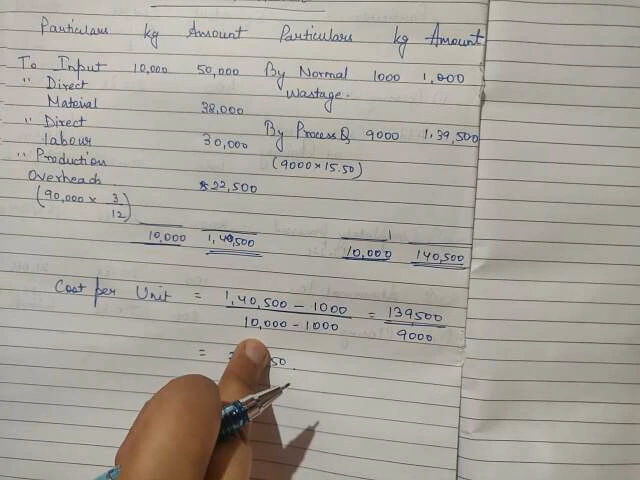 Particulars kg Amount Particulars kg Amount
To Input 10,000 50,000 By Normal 1000 1,000
" Direct Wastage.
Material 38,000
" Direct By Process Q 9000 1,39,500
labour 30,000 (9000 x 15.50)
" Production
Overheads 22,500
(90,000 x 3/12)
10,000 1,40,500 10,000 140,500
Cost per Unit = 1,40,500 - 1000 = 139500
10,000 - 1000 9000
= 50.